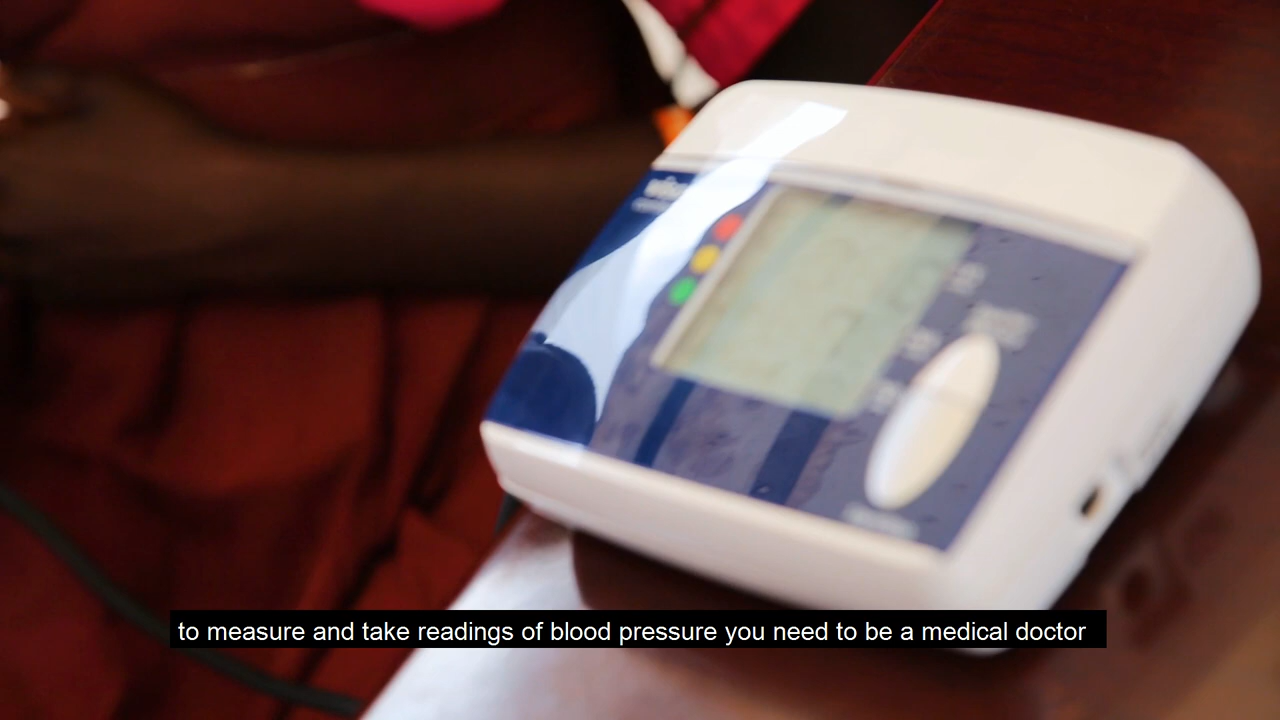 to measure and take readings of blood pressure you need to be a medical doctor